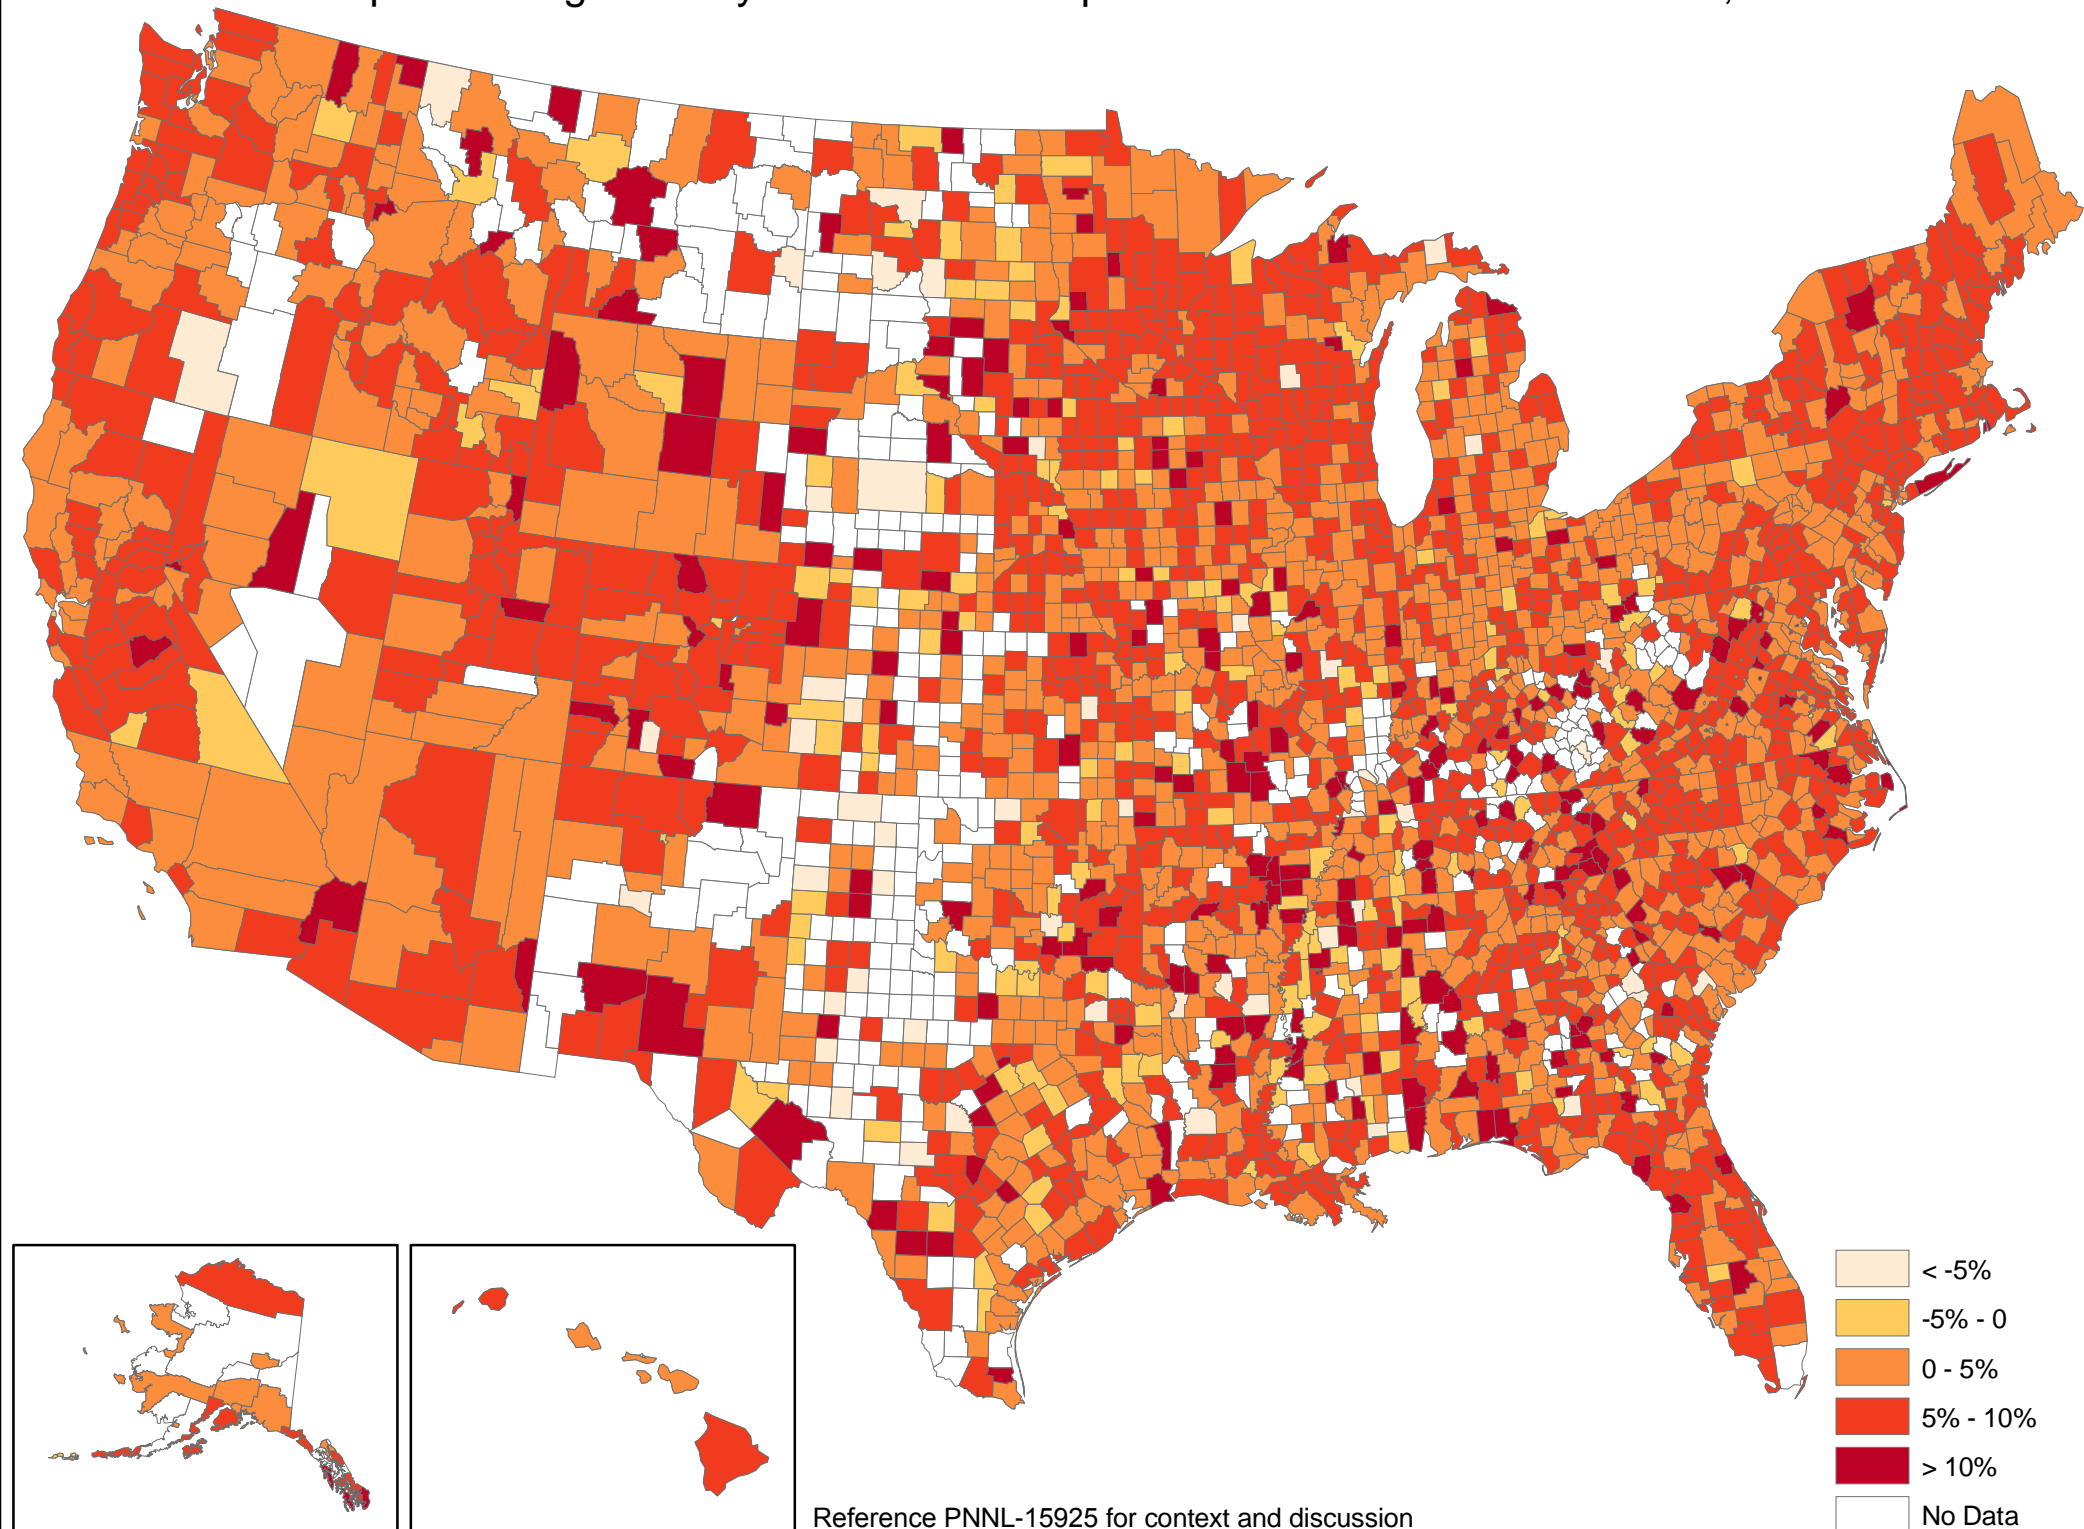 < -5%
-5% - 0
0 - 5%
5% - 10%
> 10%
No Data
Reference PNNL-15925 for context and discussion